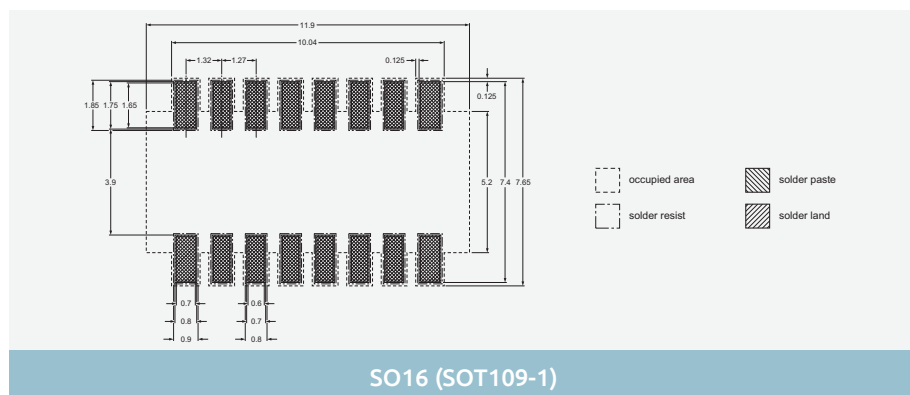 11.9
10.04
1.32 1.27 0.125
0.125
1.85 1.75 1.65
3.9 5.2 7.4 7.65
occupied area solder paste
solder resist solder land
0.7 0.6
0.8 0.7
0.9 0.8
SO16 (SOT109-1)